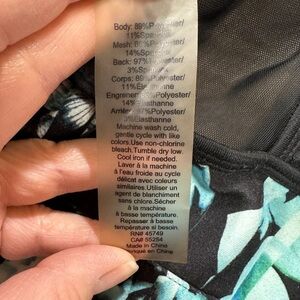 Body: 89% Polyester/
11% Spandex
Mesh: 86% Polyester/
14% Spandex
Back: 97% Polyester/
3% Spandex
Corps: 89% Polyester/
11% Elasthanne
Polyester/
14% Elasthanne
Polyester/
Elasthanne
Machine wash cold,
gentle cycle with like
colors.Use non-chlorine
bleach.Tumble dry low.
Cool iron if needed.
Laver à la machine
à l'eau froide au cycle
délicat avec couleurs
similaires.Utiliser un
agent de blanchiment
sans chlore.Sécher
à la machine
à basse température.
Repasser à basse
température si besoin.
RN# 45749
CA# 55254
Made in China
Fabriqué en Chine